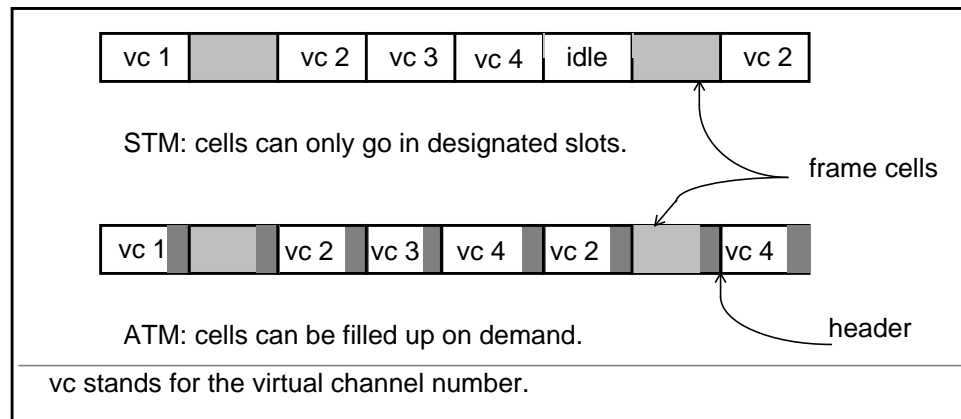 vc 1 vc 2 vc 3 vc 4 idle vc 2
STM: cells can only go in designated slots.
frame cells
vc 1 vc 2 vc 3 vc 4 vc 2 vc 4
ATM: cells can be filled up on demand.
header
vc stands for the virtual channel number.